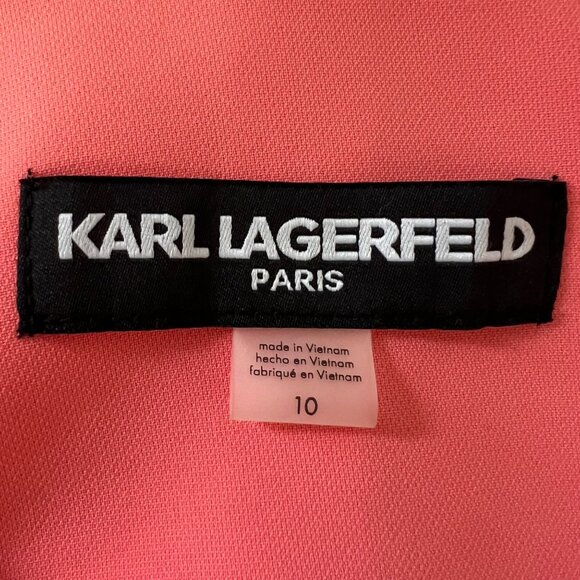 KARL LAGERFELD
PARIS
made in Vietnam
hecho en Vietnam
fabriqué en Vietnam
10